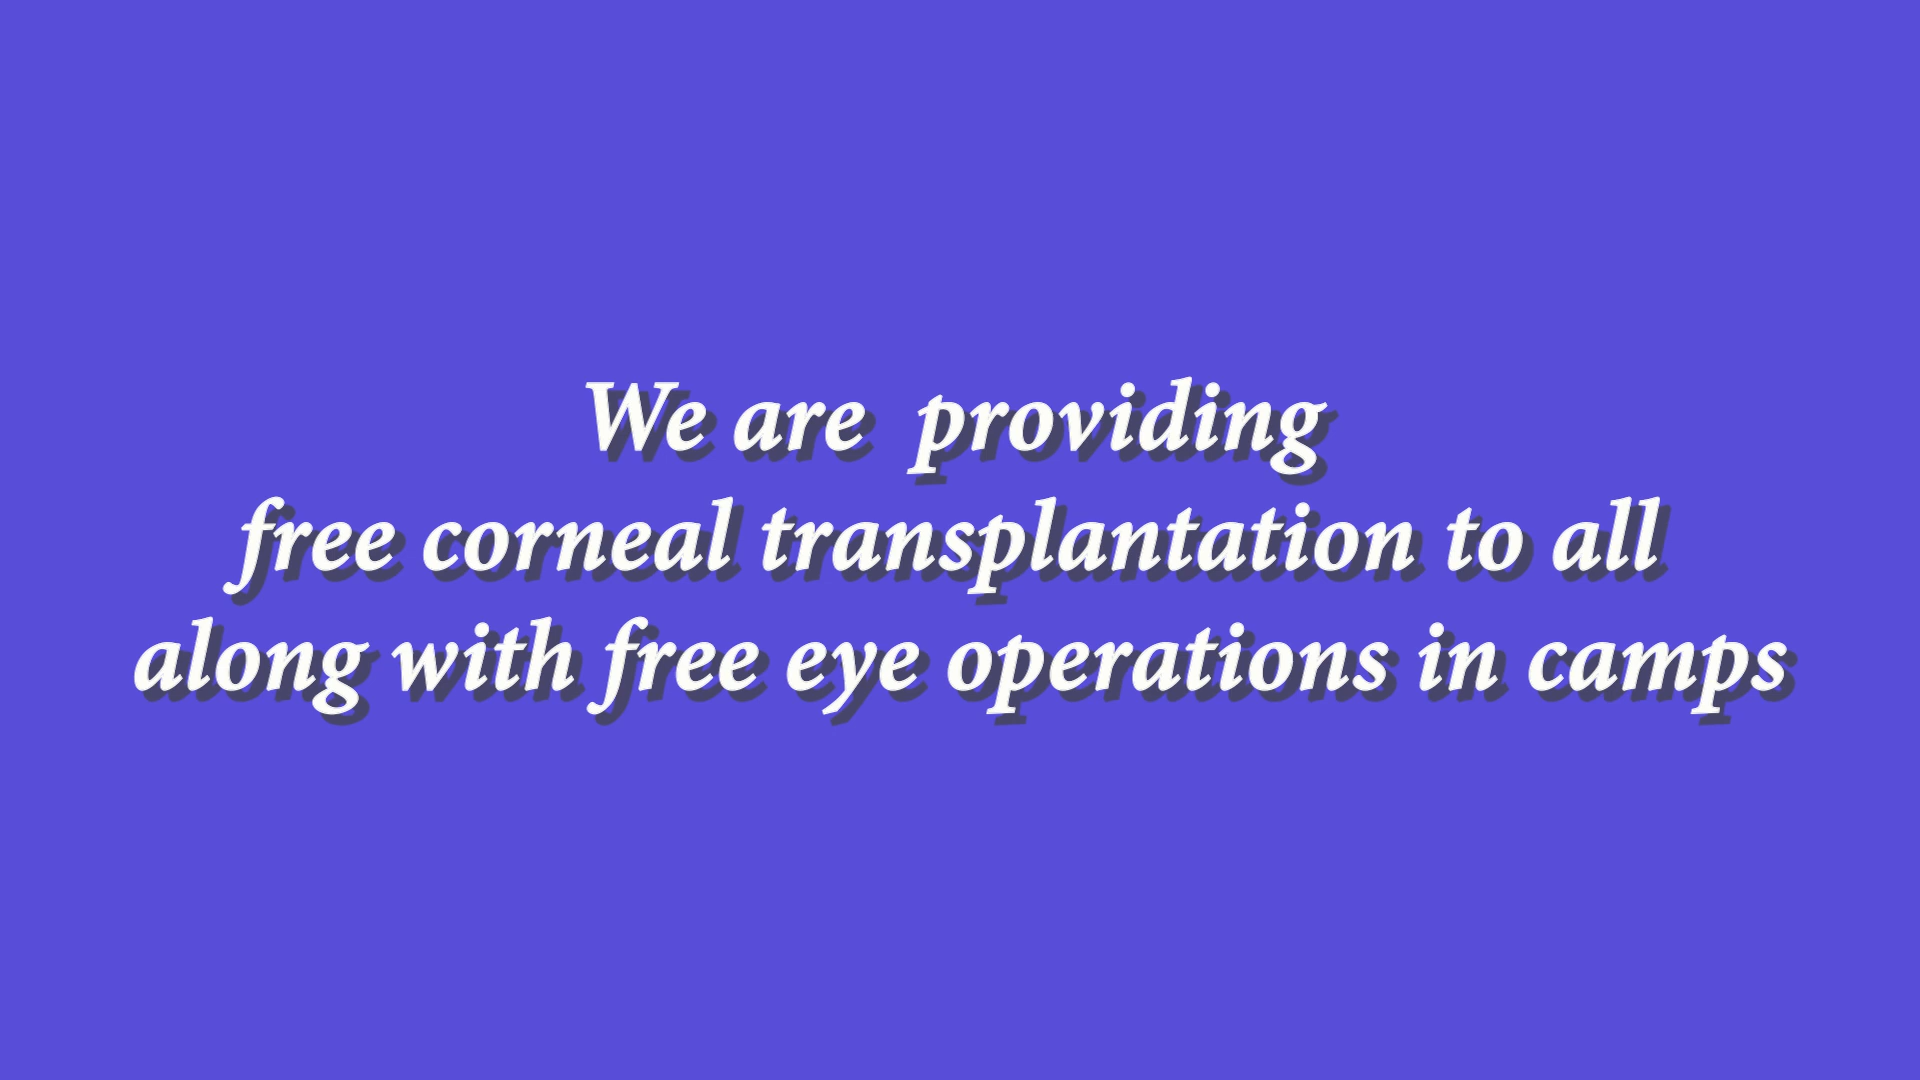 We are  providing
free corneal transplantation to all
along with free eye operations in camps